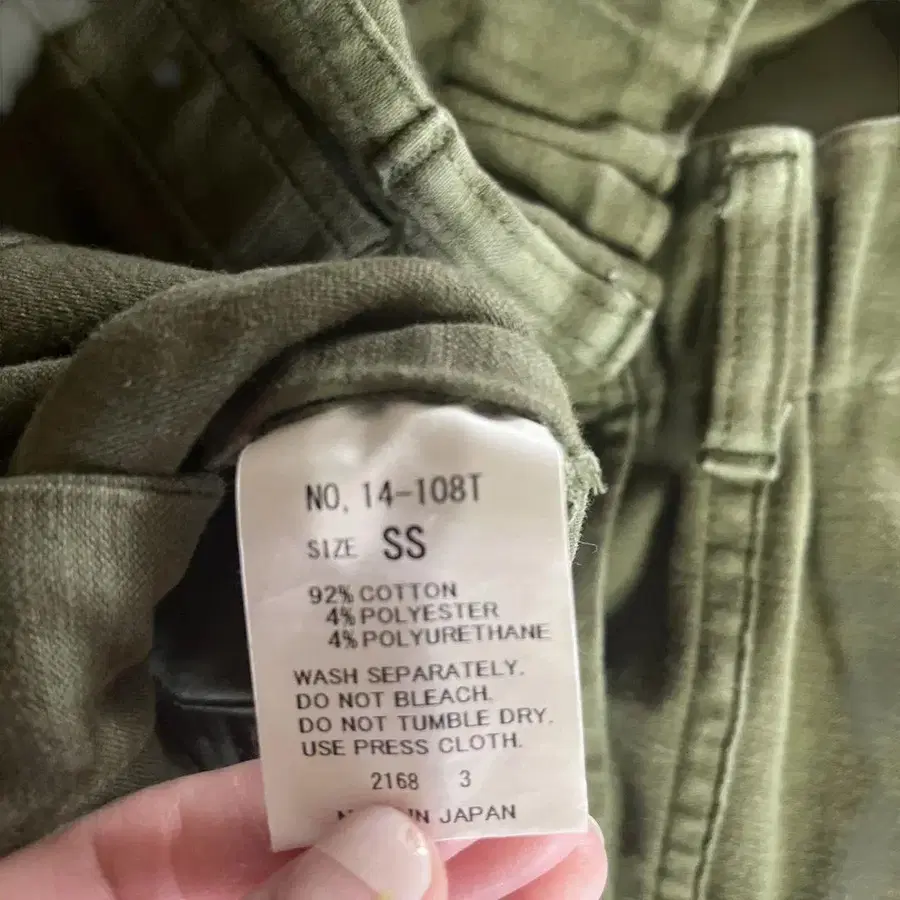 NO, 14-108T
SIZE SS
92% COTTON
4% POLYESTER
4% POLYURETHANE
WASH SEPARATELY.
DO NOT BLEACH.
DO NOT TUMBLE DRY.
USE PRESS CLOTH.
2168 3
IN JAPAN